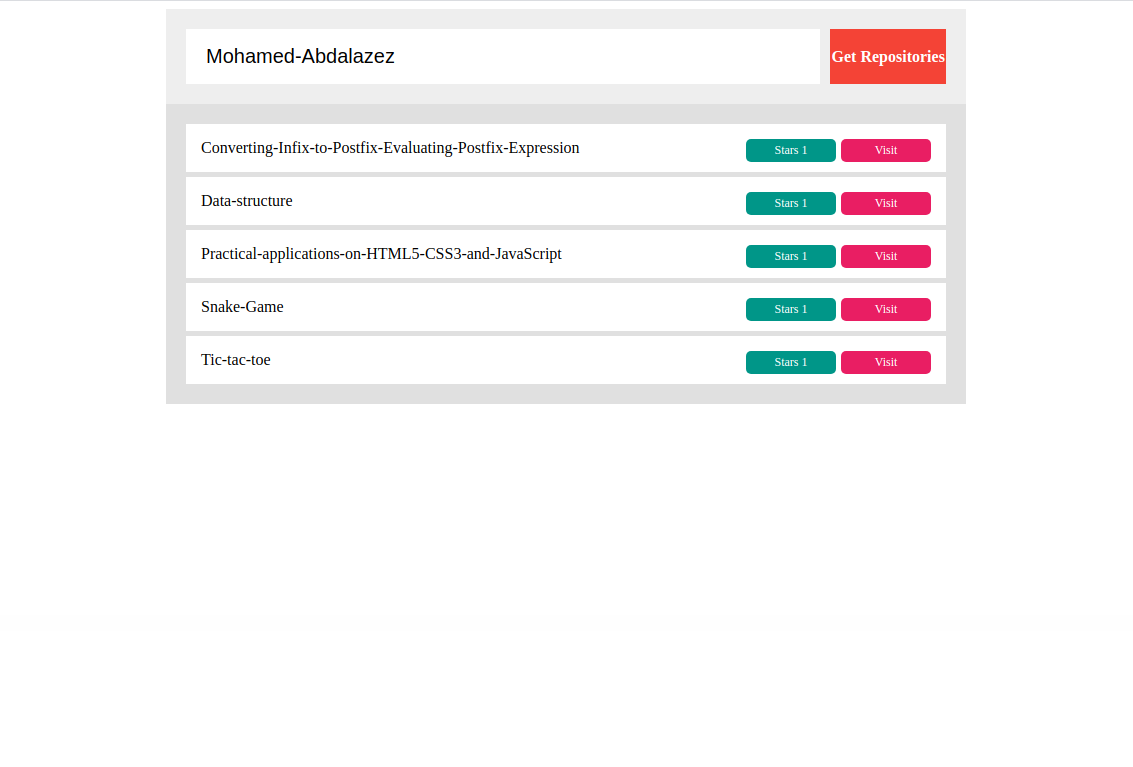 Mohamed-Abdalazez Get Repositories
Converting-Infix-to-Postfix-Evaluating-Postfix-Expression Stars 1 Visit
Data-structure Stars 1 Visit
Practical-applications-on-HTML5-CSS3-and-JavaScript Stars 1 Visit
Snake-Game Stars 1 Visit
Tic-tac-toe Stars 1 Visit